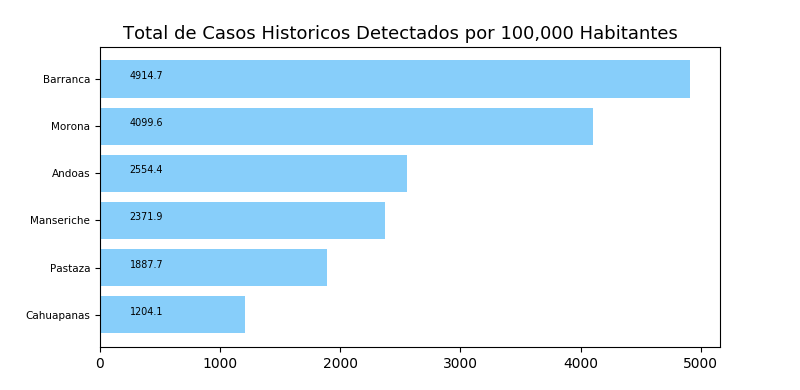 Total de Casos Historicos Detectados por 100,000 Habitantes
Barranca 4914.7
Morona 4099.6
Andoas 2554.4
Manseriche 2371.9
Pastaza 1887.7
Cahuapanas 1204.1
0 1000 2000 3000 4000 5000